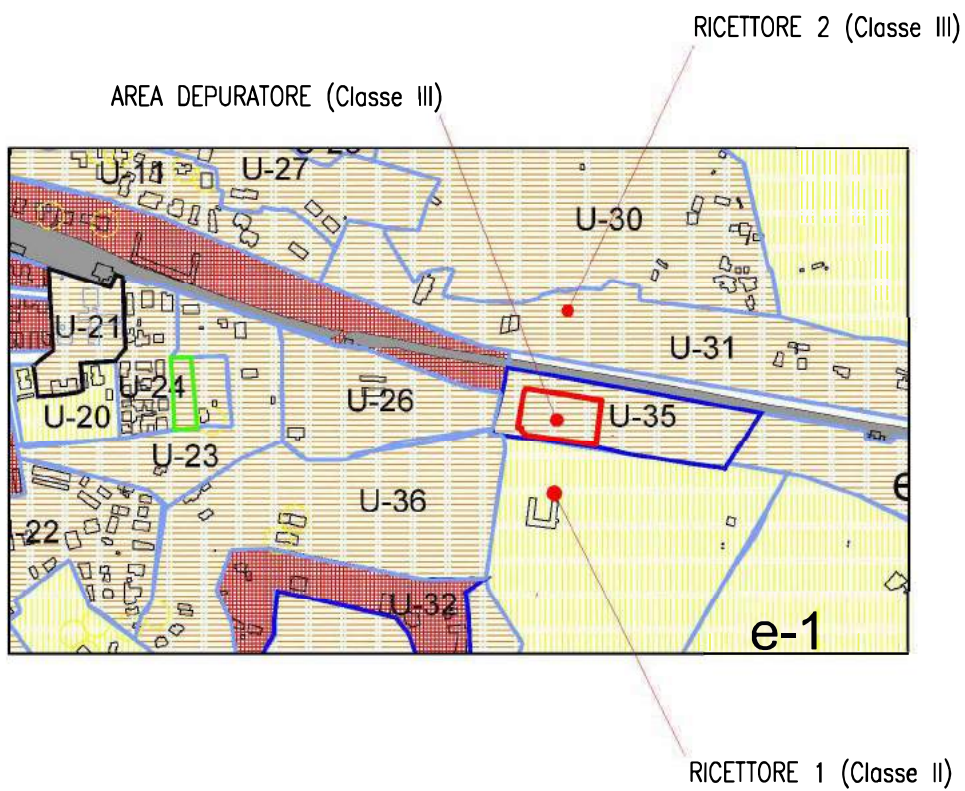 RICETTORE 2 (Classe III)
AREA DEPURATORE (Classe III)
U-11
U-27
U-30
U-21
U-31
U-24
U-26
U-20
U-35
U-23
e
U-36
-22
U-32
e-1
RICETTORE 1 (Classe II)